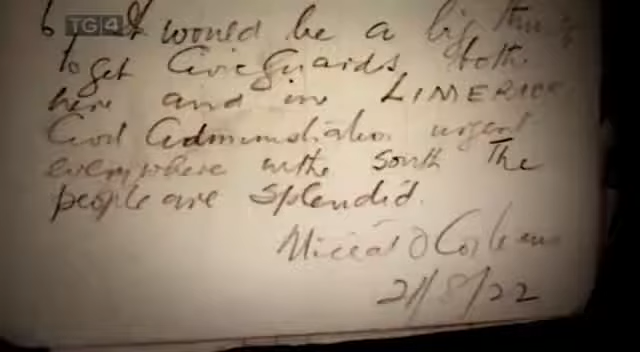 TG4
6 It would be a big thing
to get Civic Guards both
here and in LIMERICK
Civil Administration urgent
everywhere in the South The
people are Splendid.
Mícéál Ó Coileáin
21/8/22